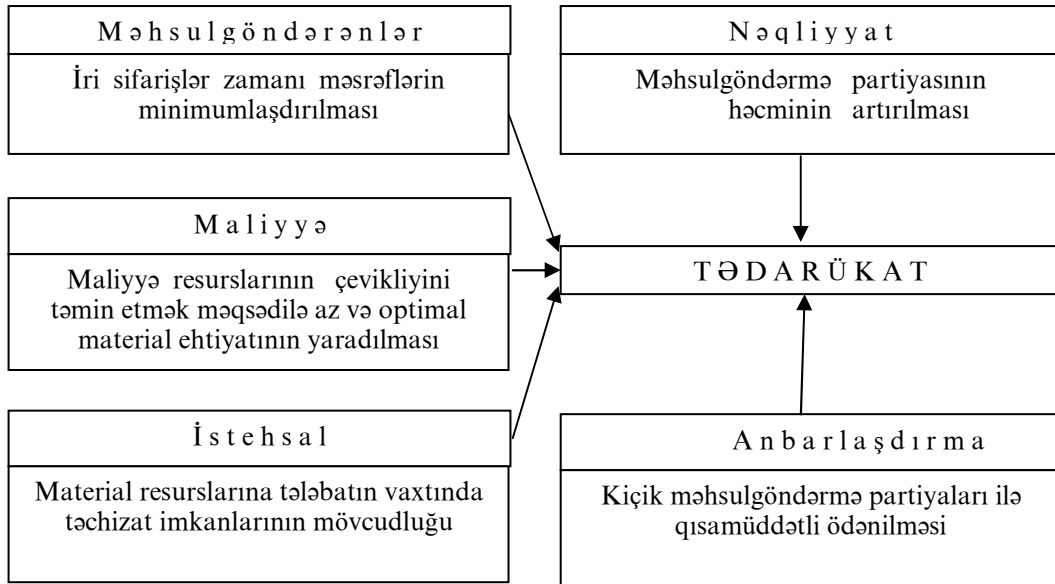 M ə h s u l g ö n d ə r ə n l ə r
İri sifarişlər zamanı məsrəflərin
minimumlaşdırılması
M a l i y y ə
Maliyyə resurslarının çevikliyini
təmin etmək məqsədilə az və optimal
material ehtiyatının yaradılması
İ s t e h s a l
Material resurslarına tələbatın vaxtında
təchizat imkanlarının mövcudluğu
N ə q l i y y a t
Məhsulgöndərmə partiyasının
həcminin artırılması
T Ə D A R Ü K A T
A n b a r l a ş d ı r m a
Kiçik məhsulgöndərmə partiyaları ilə
qısamüddətli ödənilməsi